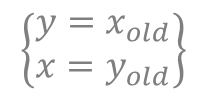 {y = x_old}
{x = y_old}